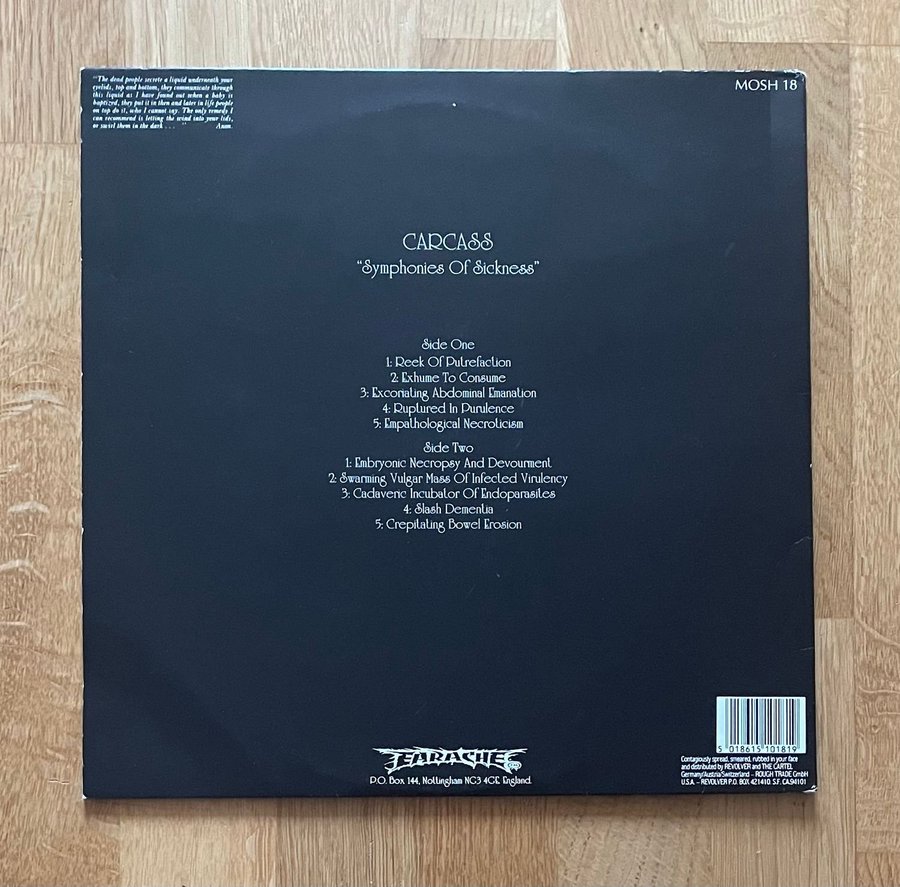 "The dead people secrete a liquid underneath your
eyelids, top and bottom, they communicate through
this liquid as I have found out when a baby is
baptized, they put it in then and later in life people
on top do it, who I cannot say. The only remedy I
can recommend is letting the wind into your lids,
or swirl them in the dark . . . " Anon.
MOSH 18
CARCASS
"Symphonies Of Sickness"
Side One
1: Reek Of Putrefaction
2: Exhume To Consume
3: Excoriating Abdominal Emanation
4: Ruptured In Purulence
5: Empathological Necroticism
Side Two
1: Embryonic Necropsy And Devourment
2: Swarming Vulgar Mass Of Infected Virulency
3: Cadaveric Incubator Of Endoparasites
4: Slash Dementia
5: Crepitating Bowel Erosion
EARACHE
P.O. Box 144, Nottingham NG3 4GE England.
5 018615 101819
Contagiously spread, smeared, rubbed in your face
and distributed by REVOLVER and THE CARTEL
Germany/Austria/Switzerland – ROUGH TRADE GmbH
U.S.A. – REVOLVER P.O. BOX 421410. S.F. CA.94101